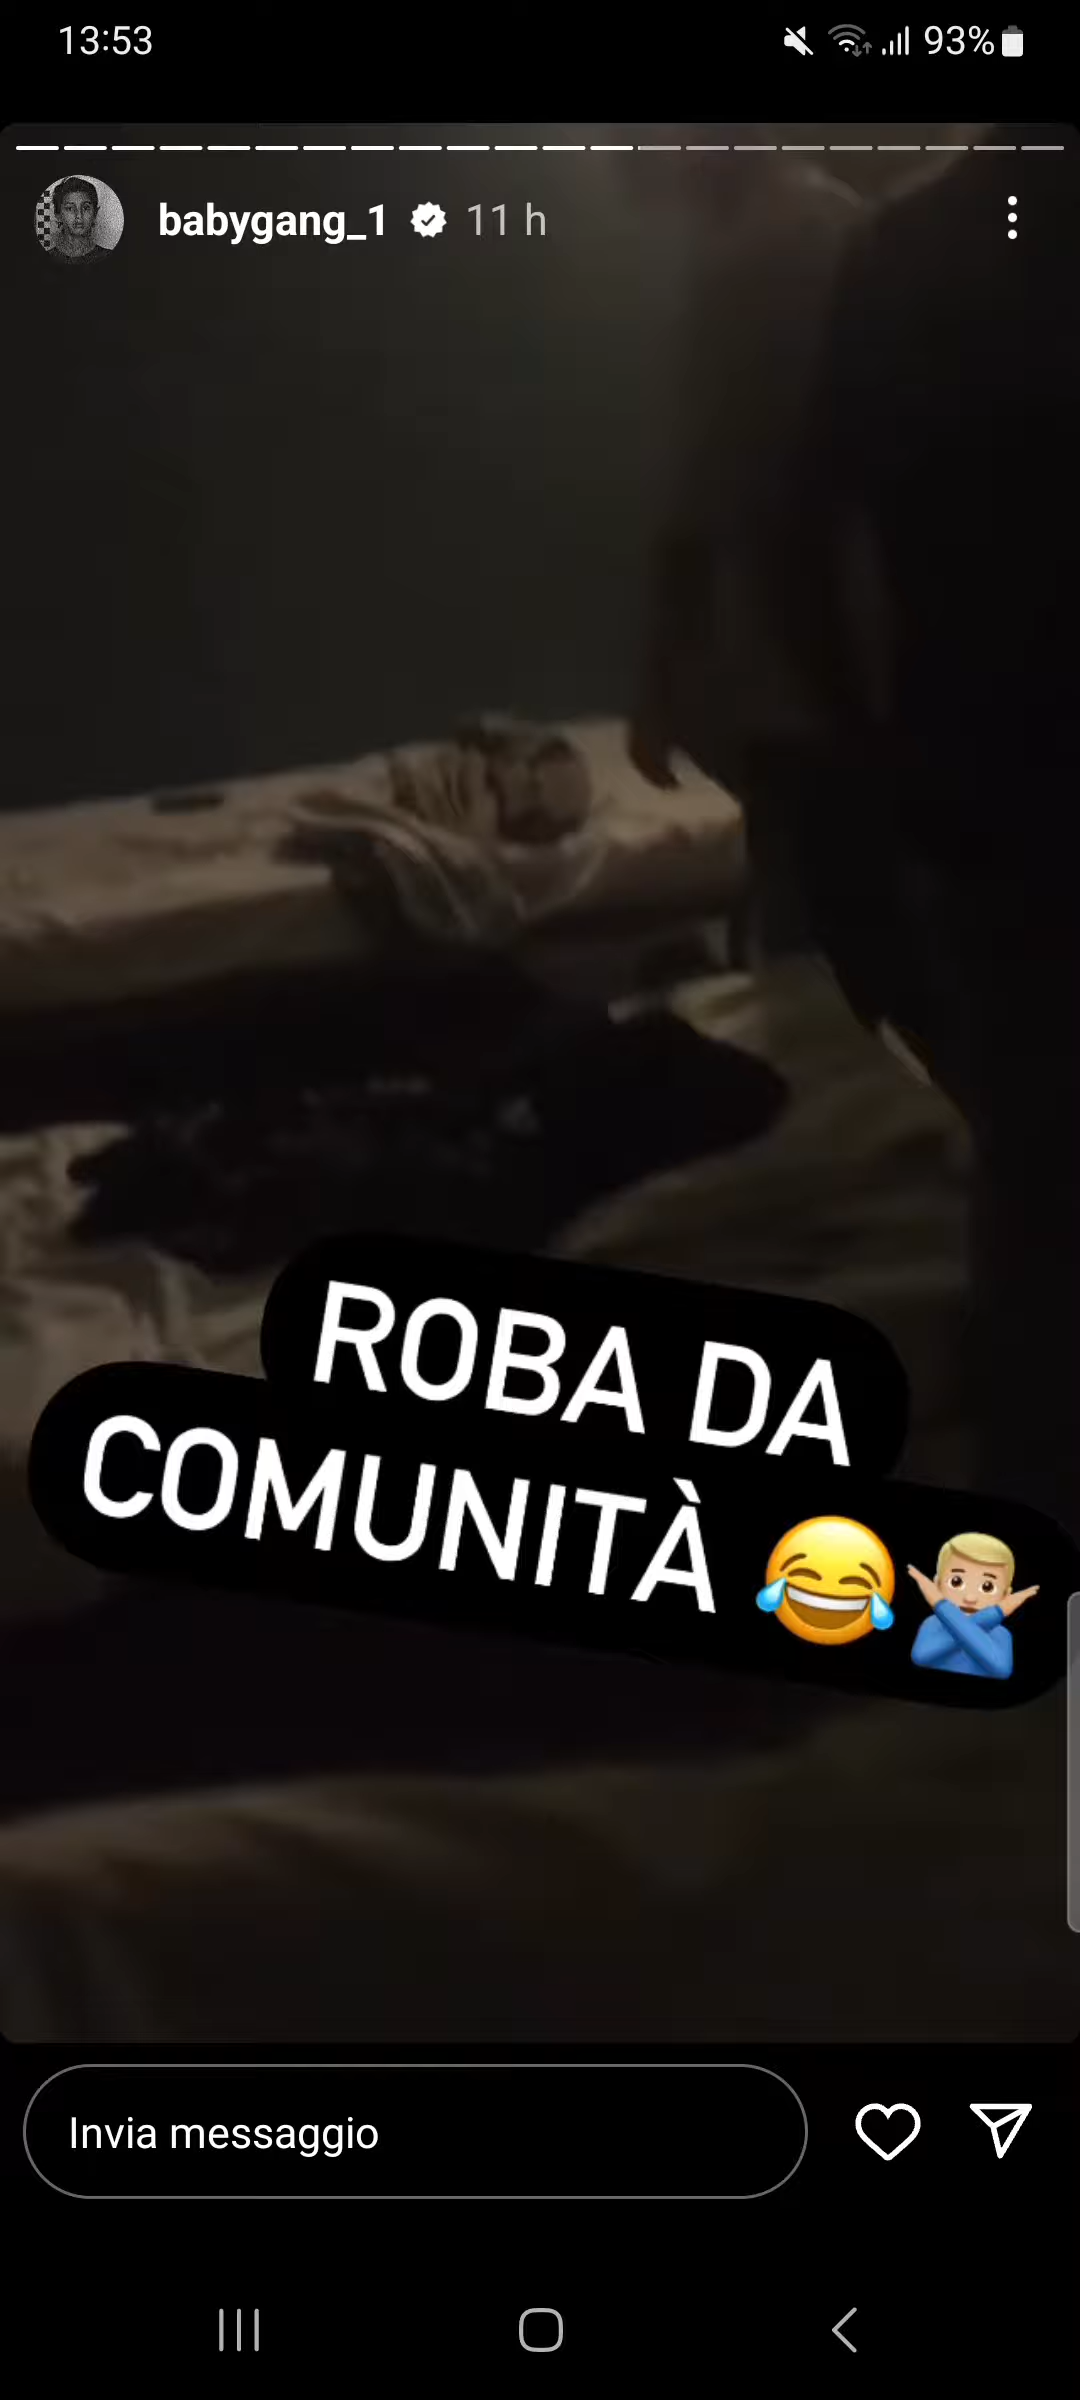 13:53
93%
babygang_1 11 h
ROBA DA
COMUNITÀ 😂🙅🏼‍♂️
Invia messaggio